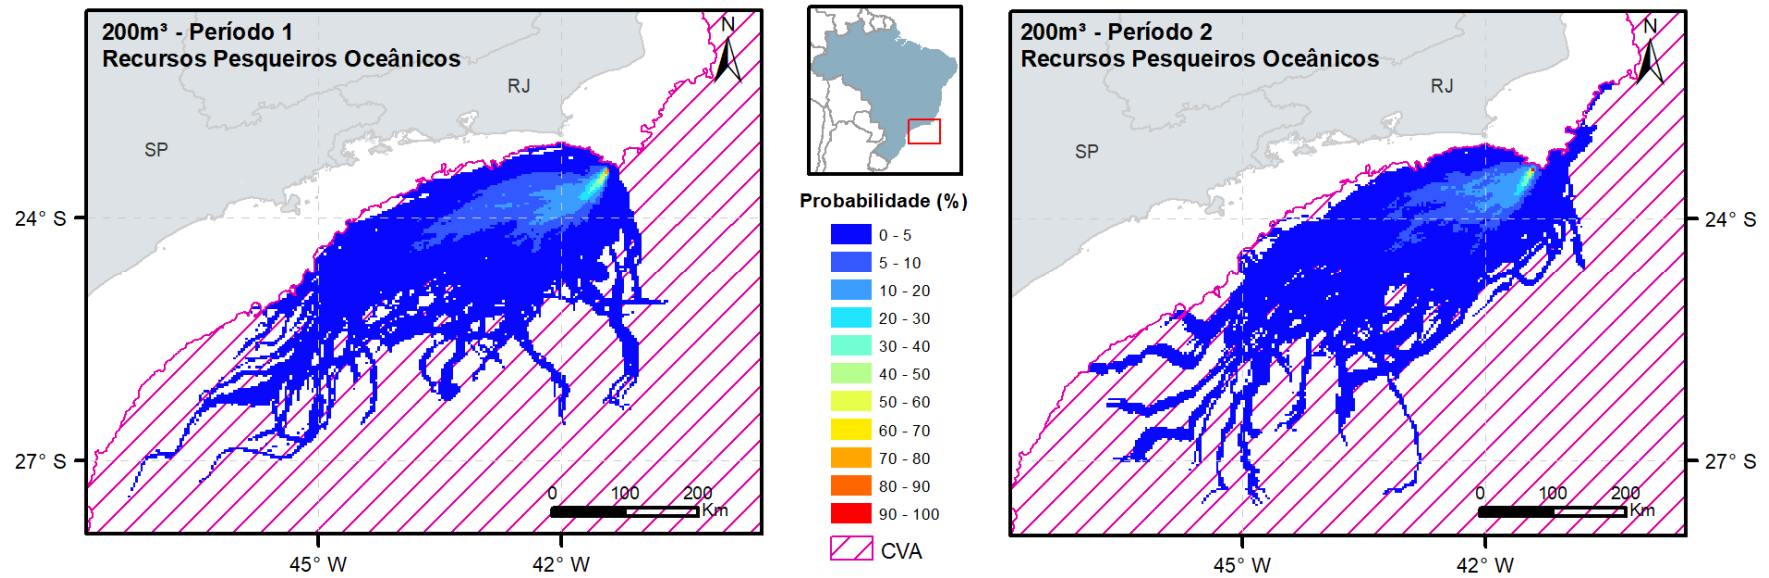 200m³ - Período 1
Recursos Pesqueiros Oceânicos
N
RJ
SP
24° S
27° S
0 100 200
Km
45° W 42° W
Probabilidade (%)
0 - 5
5 - 10
10 - 20
20 - 30
30 - 40
40 - 50
50 - 60
60 - 70
70 - 80
80 - 90
90 - 100
CVA
200m³ - Período 2
Recursos Pesqueiros Oceânicos
N
RJ
SP
24° S
27° S
0 100 200
Km
45° W 42° W